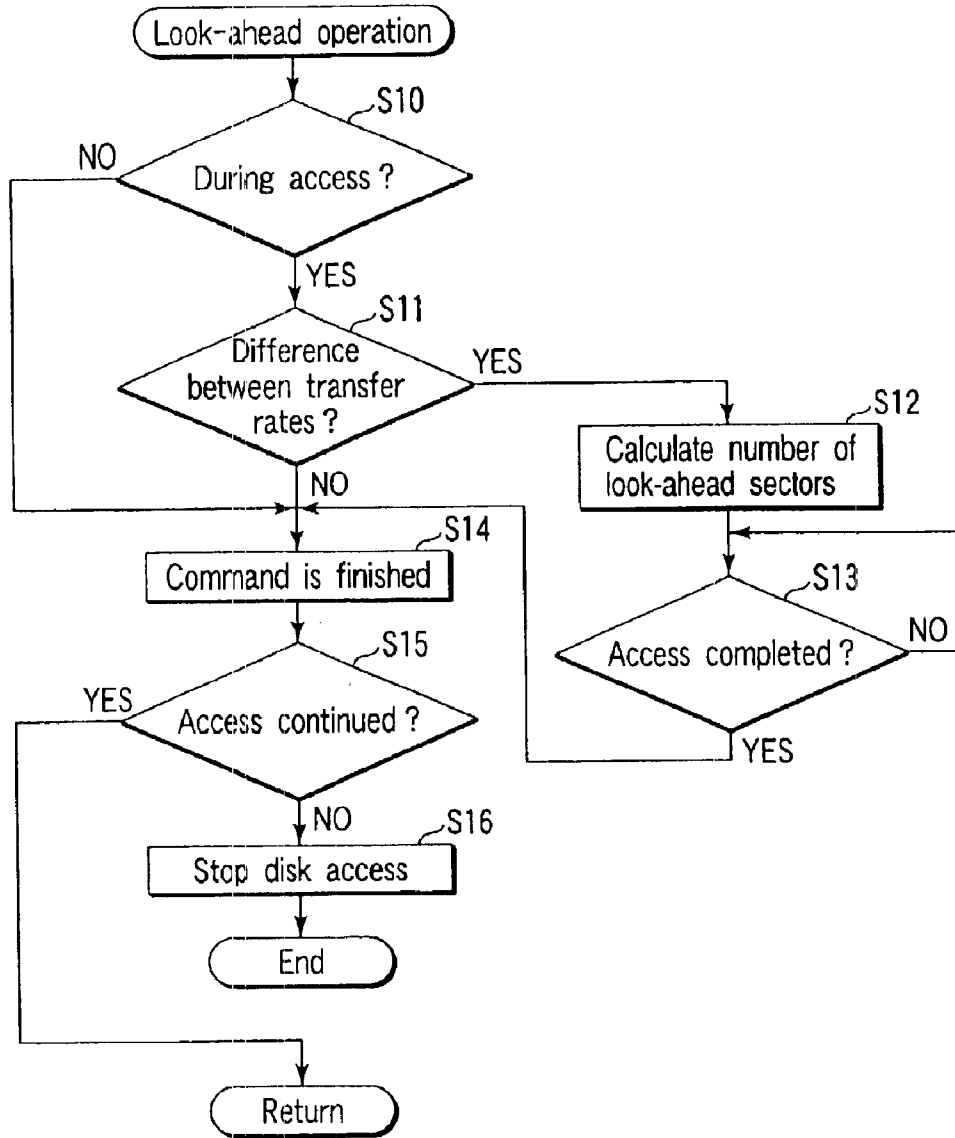 Look-ahead operation
S10
NO
During access ?
YES
S11
Difference
between transfer
rates ?
YES
S12
Calculate number of
look-ahead sectors
NO
S14
Command is finished
S13
Access completed ?
NO
YES
S15
YES
Access continued ?
NO
S16
Stop disk access
End
Return